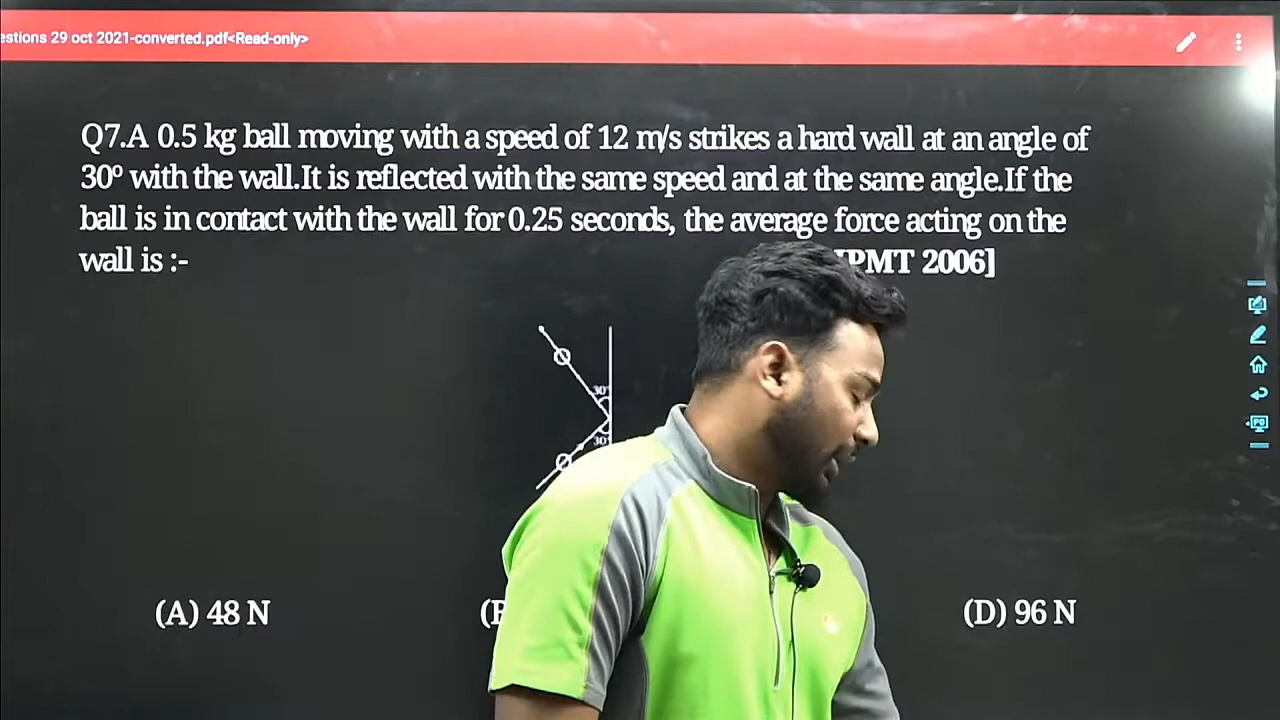 estions 29 oct 2021-converted.pdf<Read-only>
Q7.A 0.5 kg ball moving with a speed of 12 m/s strikes a hard wall at an angle of
30º with the wall.It is reflected with the same speed and at the same angle.If the
ball is in contact with the wall for 0.25 seconds, the average force acting on the
wall is :- PMT 2006]
30º
30º
(A) 48 N (D) 96 N